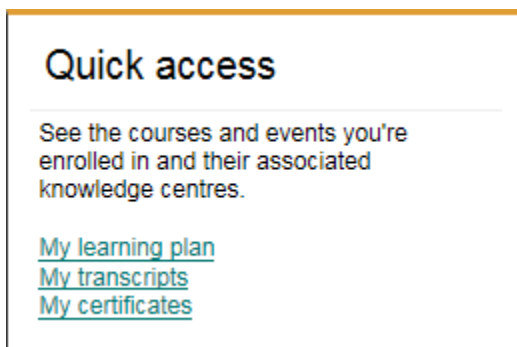 Quick access
See the courses and events you're
enrolled in and their associated
knowledge centres.
My learning plan
My transcripts
My certificates